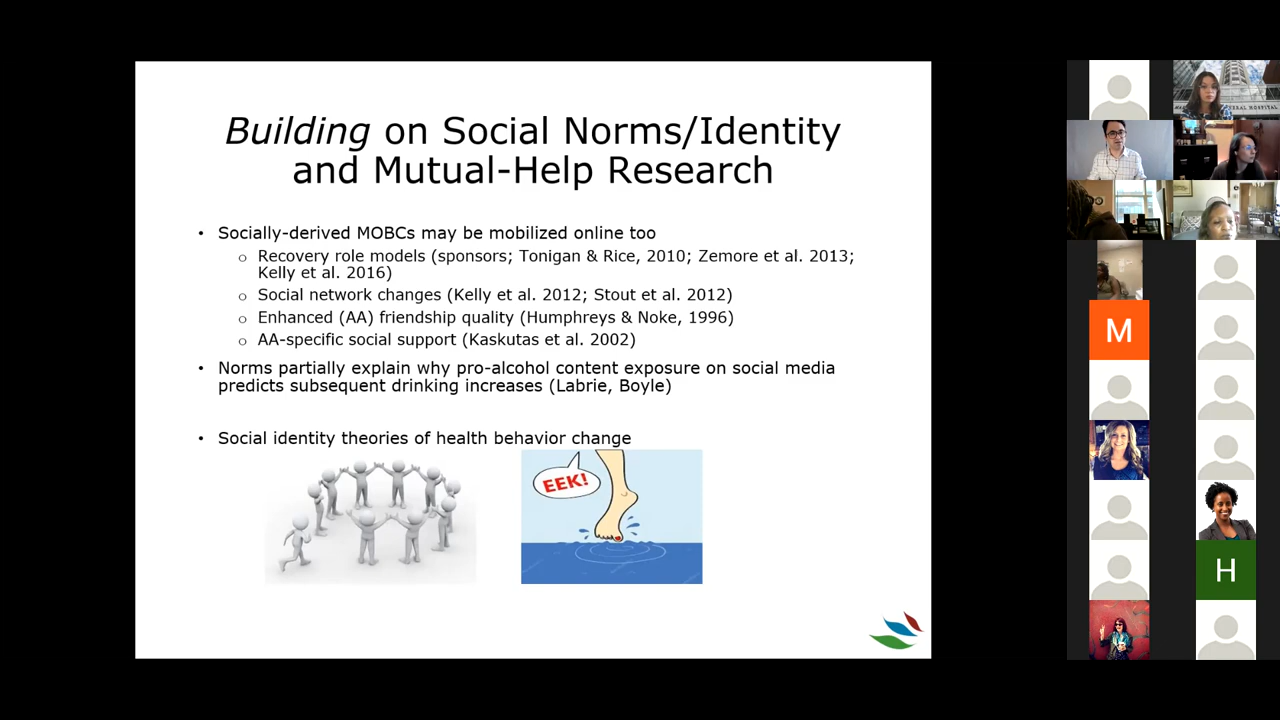 Building on Social Norms/Identity
and Mutual-Help Research
• Socially-derived MOBCs may be mobilized online too
o Recovery role models (sponsors; Tonigan & Rice, 2010; Zemore et al. 2013;
Kelly et al. 2016)
o Social network changes (Kelly et al. 2012; Stout et al. 2012)
o Enhanced (AA) friendship quality (Humphreys & Noke, 1996)
o AA-specific social support (Kaskutas et al. 2002)
• Norms partially explain why pro-alcohol content exposure on social media
predicts subsequent drinking increases (Labrie, Boyle)
• Social identity theories of health behavior change
EEK!
HOSPITAL
M
H